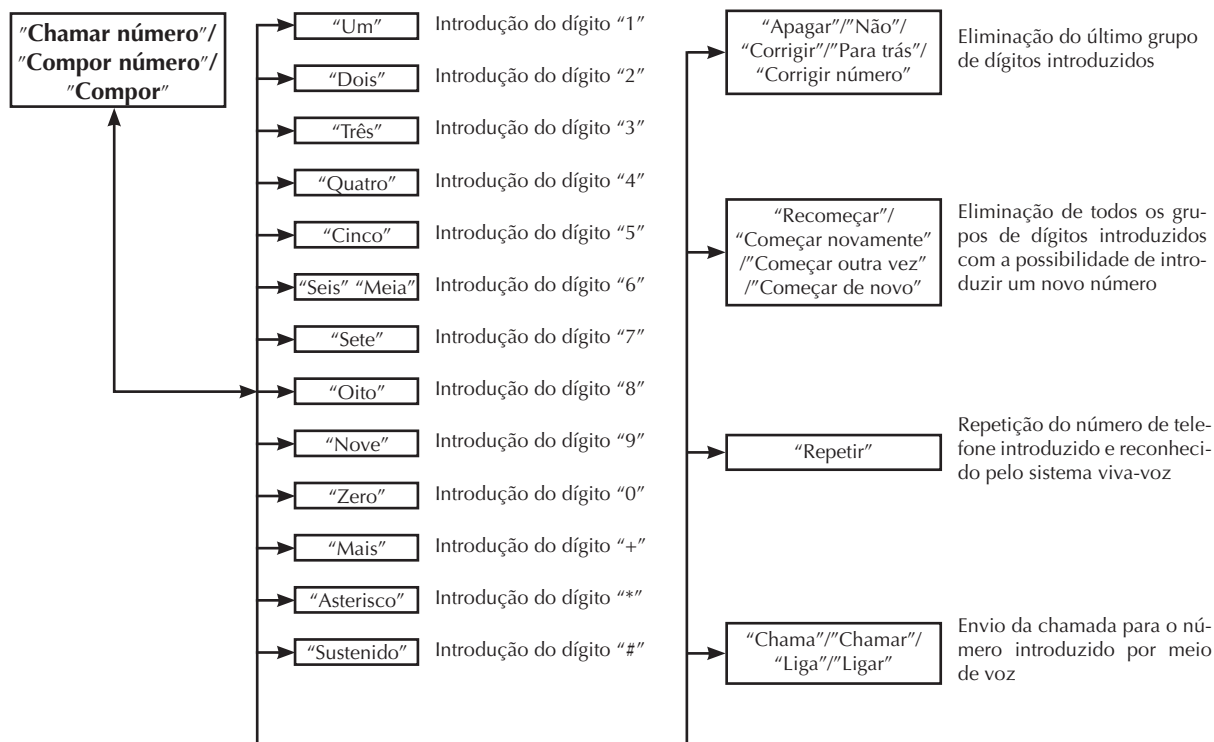 "Chamar número"/
"Compor número"/
"Compor"
“Um” Introdução do dígito “1”
“Dois” Introdução do dígito “2”
“Três” Introdução do dígito “3”
“Quatro” Introdução do dígito “4”
“Cinco” Introdução do dígito “5”
“Seis” “Meia” Introdução do dígito “6”
“Sete” Introdução do dígito “7”
“Oito” Introdução do dígito “8”
“Nove” Introdução do dígito “9”
“Zero” Introdução do dígito “0”
“Mais” Introdução do dígito “+”
“Asterisco” Introdução do dígito “*”
“Sustenido” Introdução do dígito “#”
“Apagar”/”Não”/
“Corrigir”/”Para trás”/
“Corrigir número”
Eliminação do último grupo
de dígitos introduzidos
“Recomeçar”/
“Começar novamente”
/”Começar outra vez”
/”Começar de novo”
Eliminação de todos os gru-
pos de dígitos introduzidos
com a possibilidade de intro-
duzir um novo número
“Repetir”
Repetição do número de tele-
fone introduzido e reconheci-
do pelo sistema viva-voz
“Chama”/”Chamar”/
“Liga”/”Ligar”
Envio da chamada para o nú-
mero introduzido por meio
de voz